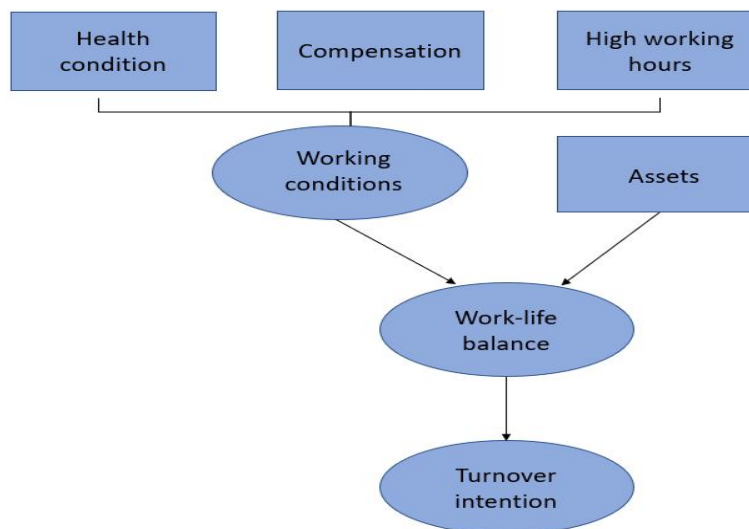 Health
condition
Compensation
High working
hours
Working
conditions
Assets
Work-life
balance
Turnover
intention